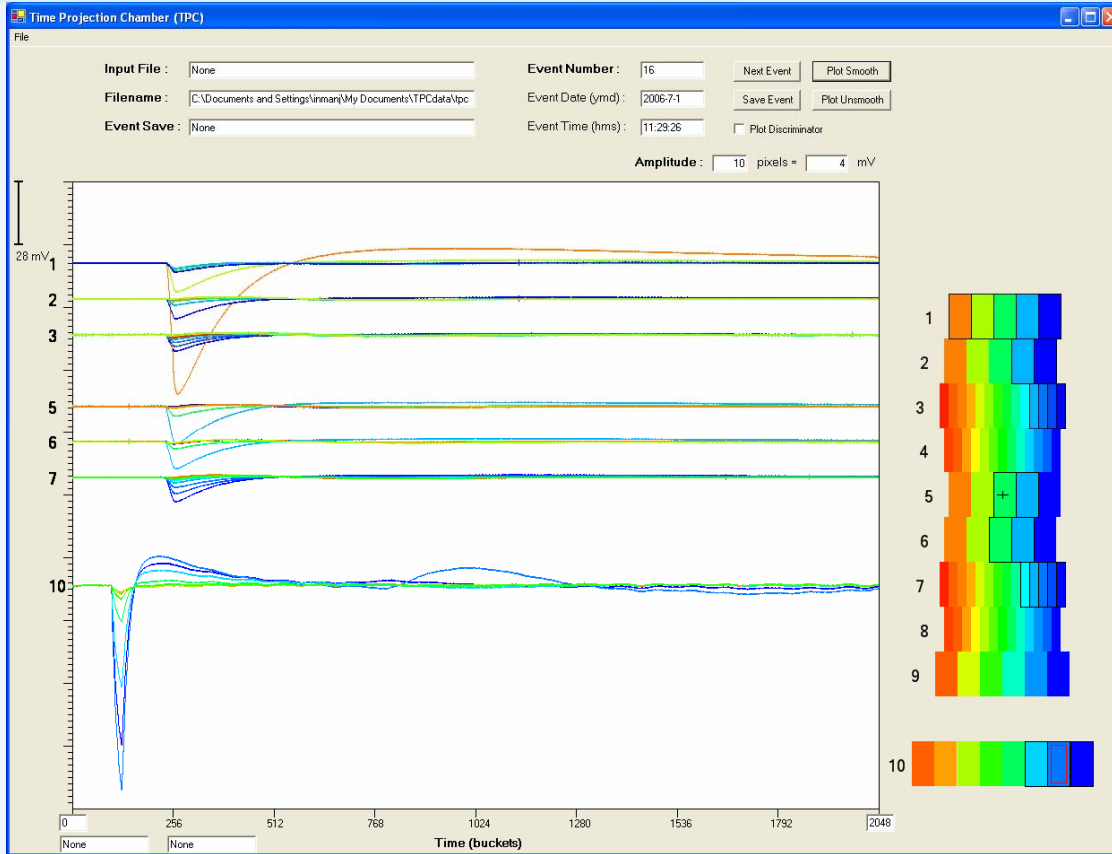 Time Projection Chamber (TPC)
File
Input File : None
Event Number : 16
Next Event Plot Smooth
Filename : C:\Documents and Settings\inmanj\My Documents\TPCdata\tpc
Event Date (ymd) : 2006-7-1
Save Event Plot Unsmooth
Event Save : None
Event Time (hms) : 11:29:26
Plot Discriminator
Amplitude : 10 pixels = 4 mV
28 mV
1
2
3
5
6
7
10
0 256 512 768 1024 1280 1536 1792 2048
None None
Time (buckets)
1
2
3
4
5
6
7
8
9
10